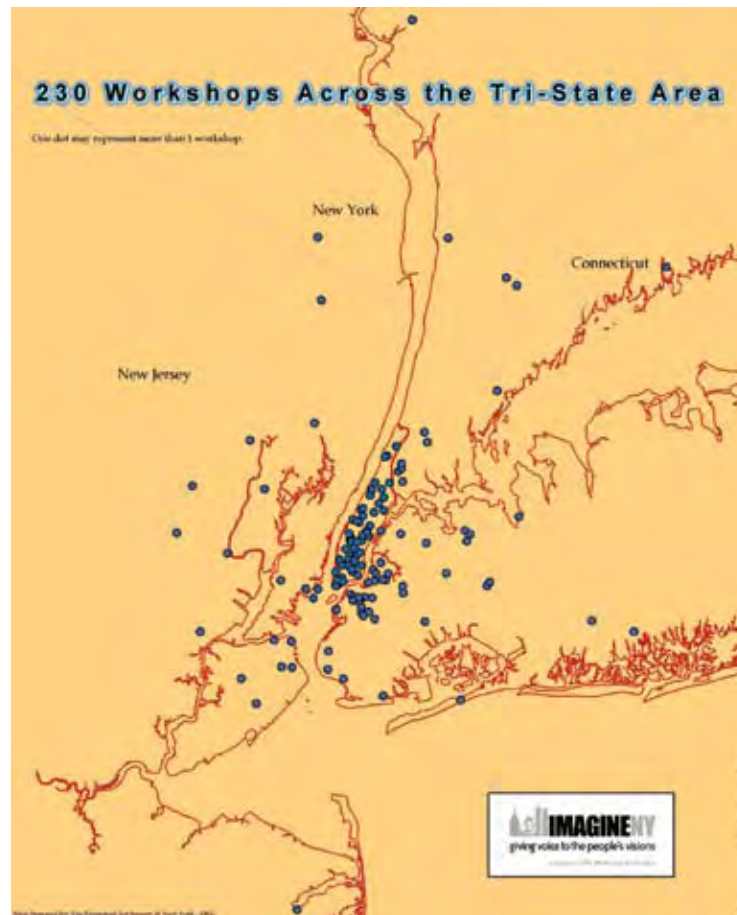 230 Workshops Across the Tri-State Area
One dot may represent more than 1 workshop.
New York
Connecticut
New Jersey
IMAGINENY
giving voice to the people's visions